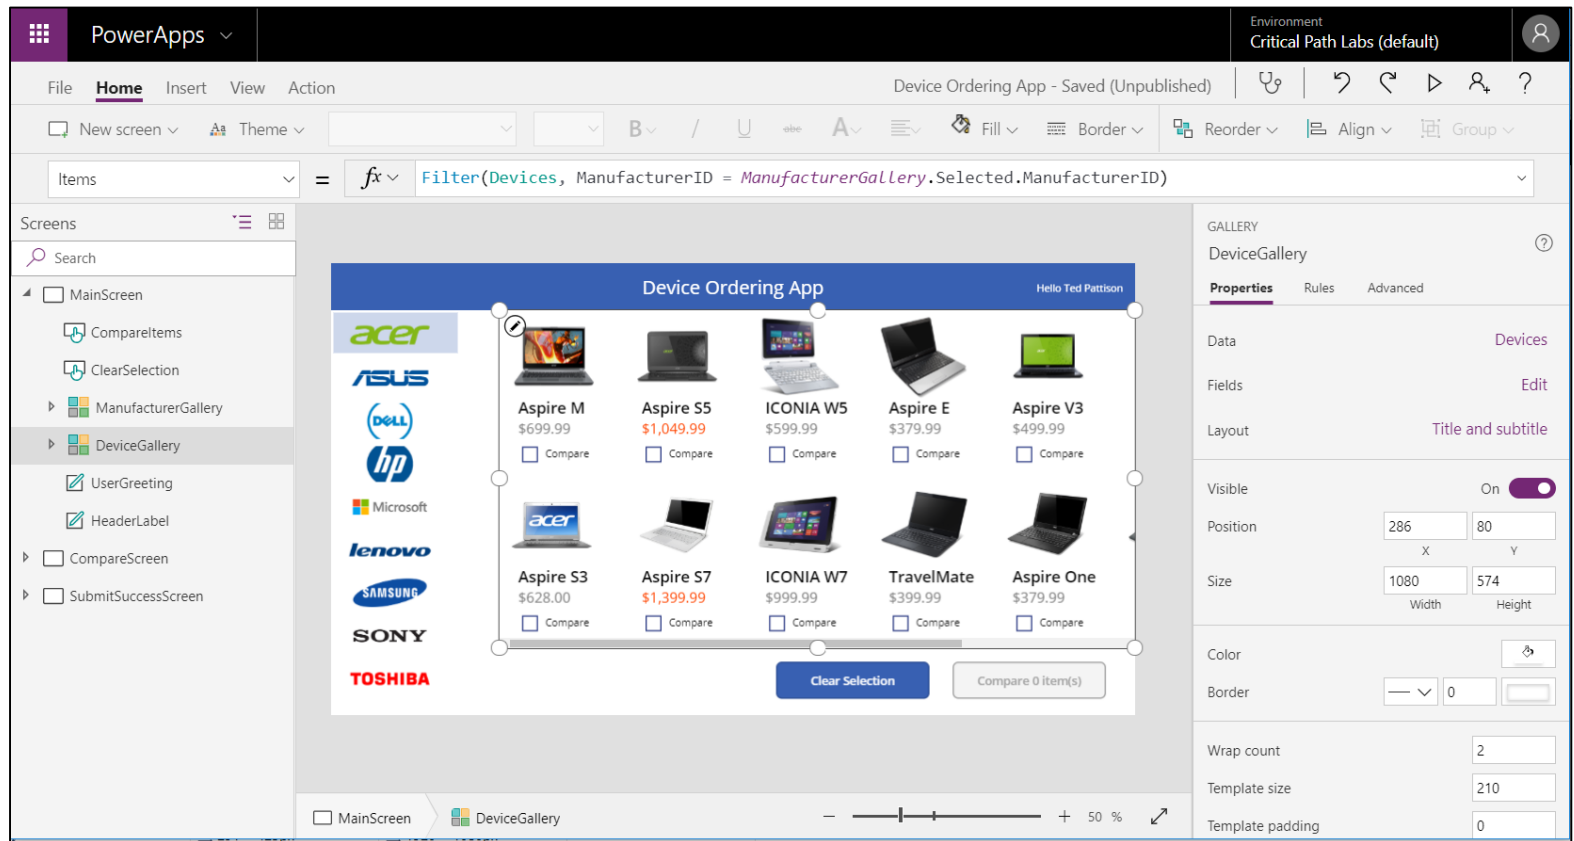 PowerApps
Environment
Critical Path Labs (default)
File Home Insert View Action
Device Ordering App - Saved (Unpublished)
?
New screen Theme B / U abc A Fill Border Reorder Align Group
Items = fx Filter(Devices, ManufacturerID = ManufacturerGallery.Selected.ManufacturerID)
Screens
Search
MainScreen
CompareItems
ClearSelection
ManufacturerGallery
DeviceGallery
UserGreeting
HeaderLabel
CompareScreen
SubmitSuccessScreen
Device Ordering App
Hello Ted Pattison
acer
ASUS
DELL
hp
Microsoft
lenovo
SAMSUNG
SONY
TOSHIBA
Aspire M Aspire S5 ICONIA W5 Aspire E Aspire V3
$699.99 $1,049.99 $599.99 $379.99 $499.99
Compare Compare Compare Compare Compare
acer
Aspire S3 Aspire S7 ICONIA W7 TravelMate Aspire One
$628.00 $1,399.99 $999.99 $399.99 $379.99
Compare Compare Compare Compare Compare
Clear Selection Compare 0 item(s)
MainScreen DeviceGallery
50 %
GALLERY
DeviceGallery
?
Properties Rules Advanced
Data Devices
Fields Edit
Layout Title and subtitle
Visible On
Position 286 80
X Y
Size 1080 574
Width Height
Color
Border 0
Wrap count 2
Template size 210
Template padding 0